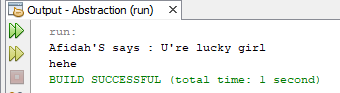 Output - Abstraction (run)
run:
Afidah'S says : U're lucky girl
hehe
BUILD SUCCESSFUL (total time: 1 second)